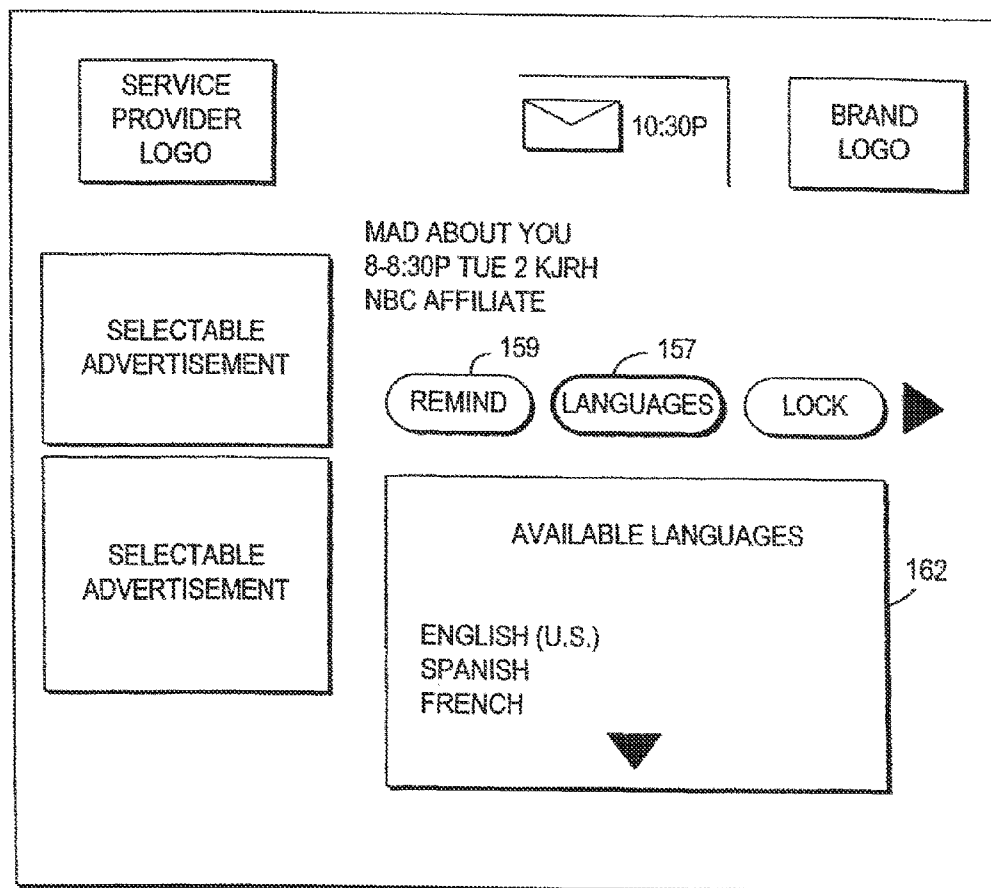 SERVICE
PROVIDER
LOGO
10:30P
BRAND
LOGO
MAD ABOUT YOU
8-8:30P TUE 2 KJRH
NBC AFFILIATE
SELECTABLE
ADVERTISEMENT
159
157
REMIND
LANGUAGES
LOCK
SELECTABLE
ADVERTISEMENT
AVAILABLE LANGUAGES
162
ENGLISH (U.S.)
SPANISH
FRENCH